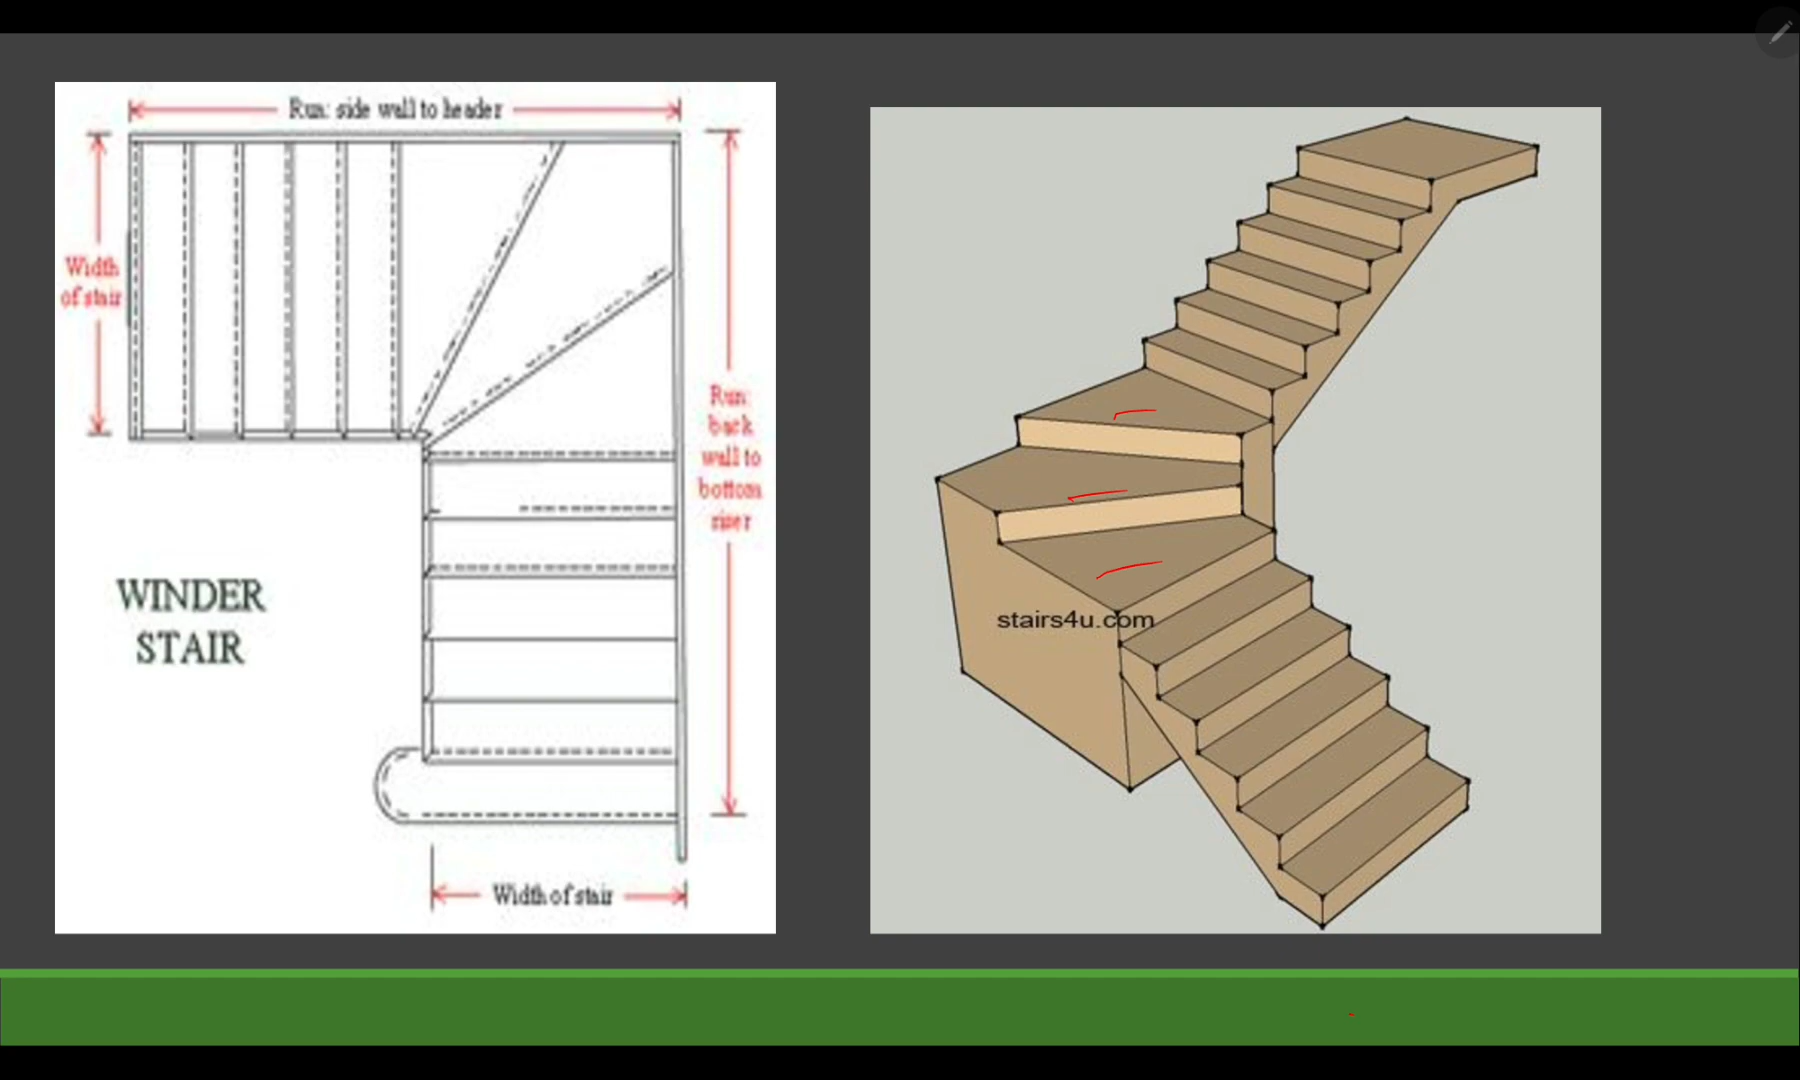 Run: side wall to header
Width
of stair
Run:
back
wall to
bottom
riser
WINDER
STAIR
Width of stair
stairs4u.com